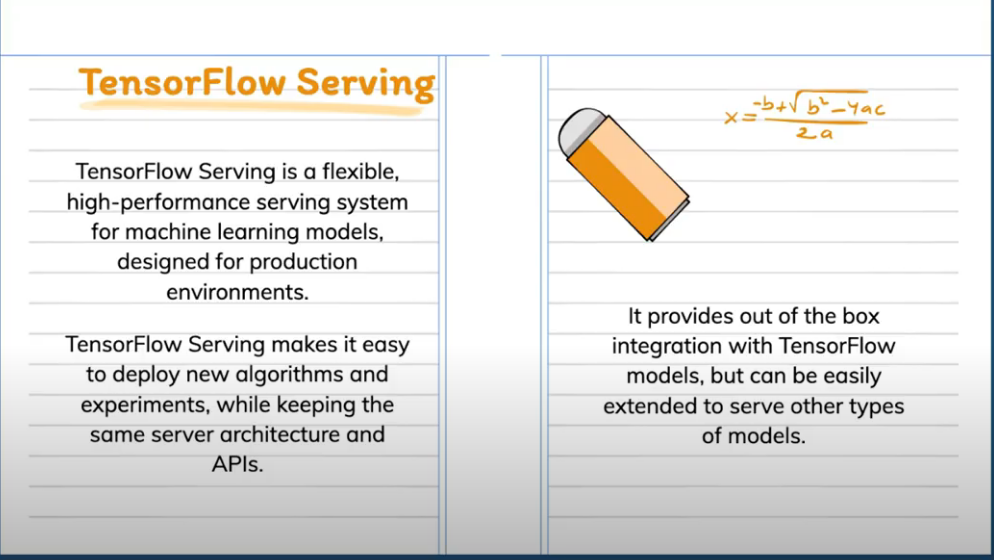 TensorFlow Serving
TensorFlow Serving is a flexible,
high-performance serving system
for machine learning models,
designed for production
environments.
TensorFlow Serving makes it easy
to deploy new algorithms and
experiments, while keeping the
same server architecture and
APIs.
x = -b+√b²-4ac / 2a
It provides out of the box
integration with TensorFlow
models, but can be easily
extended to serve other types
of models.